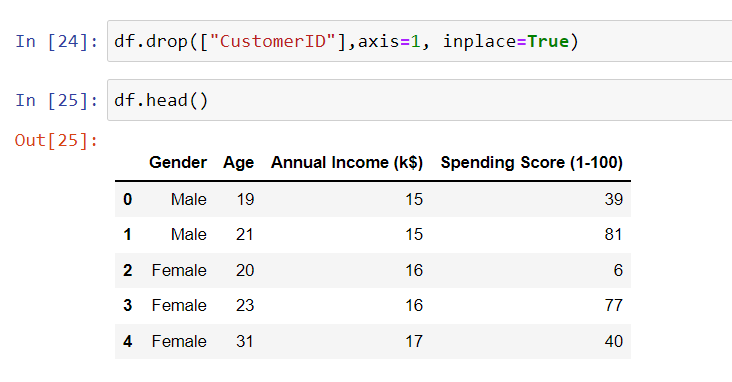 In [24]: df.drop(["CustomerID"],axis=1, inplace=True)
In [25]: df.head()
Out[25]:
Gender Age Annual Income (k$) Spending Score (1-100)
0 Male 19 15 39
1 Male 21 15 81
2 Female 20 16 6
3 Female 23 16 77
4 Female 31 17 40